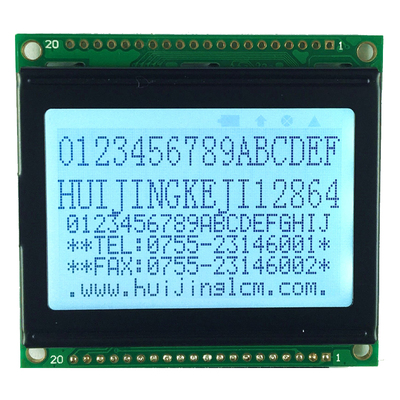 20 1
0123456789ABCDEF
HUIJINGKEJI12864
0123456789ABCDEFGHIJ
**TEL:0755-23146001*
**FAX:0755-23146002*
.www.huijinglcm.com.
20 1